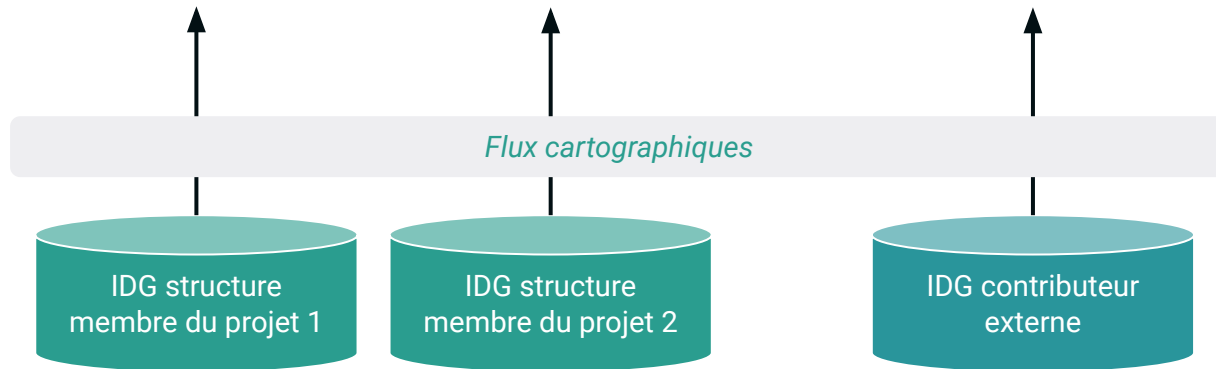 Flux cartographiques
IDG structure
membre du projet 1
IDG structure
membre du projet 2
IDG contributeur
externe